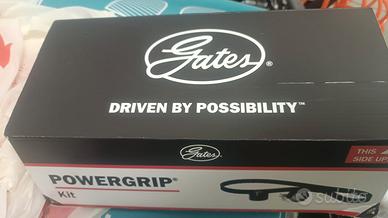 Gates
DRIVEN BY POSSIBILITY™
Gates
POWERGRIP®
Kit
THIS
SIDE UP
subito